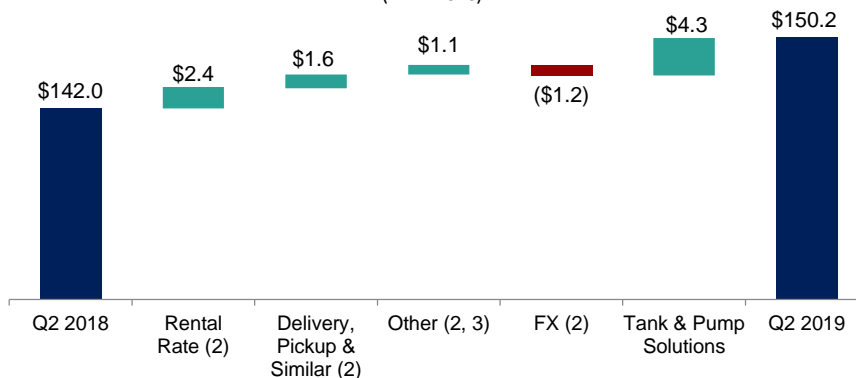 $142.0
$2.4
$1.6
$1.1
($1.2)
$4.3
$150.2
Q2 2018
Rental
Rate (2)
Delivery,
Pickup &
Similar (2)
Other (2, 3)
FX (2)
Tank & Pump
Solutions
Q2 2019